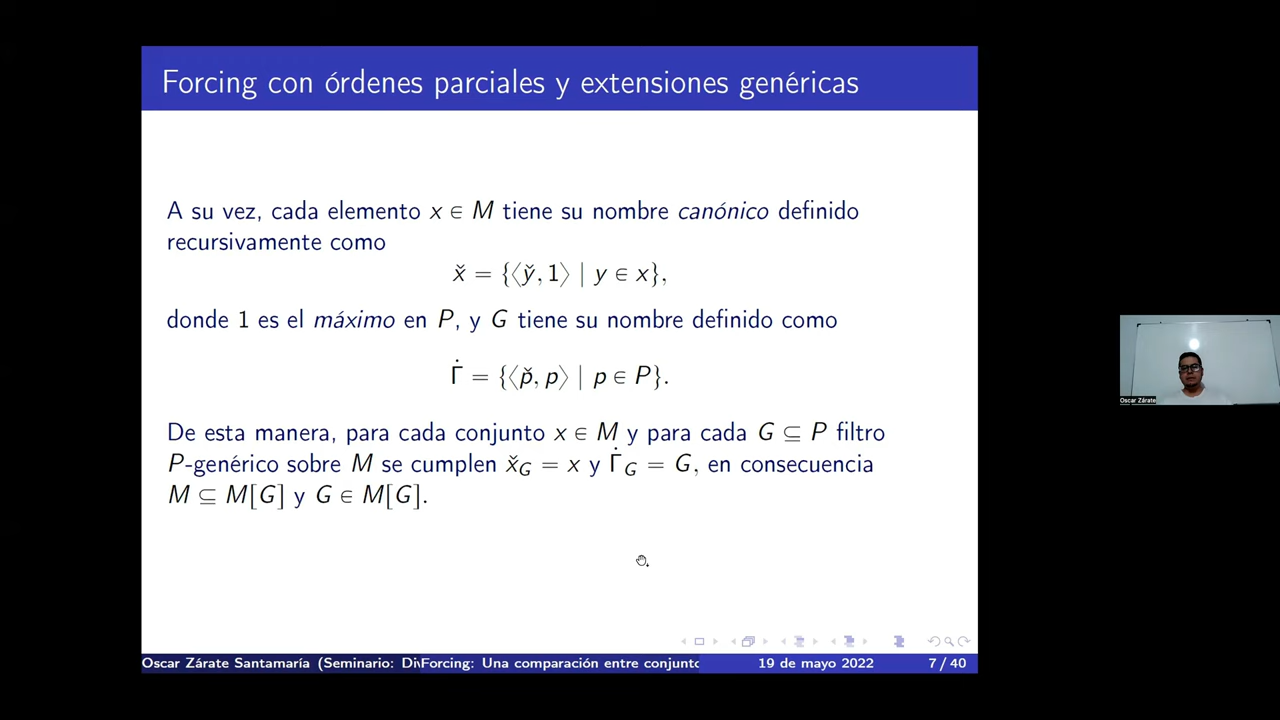 Forcing con órdenes parciales y extensiones genéricas
A su vez, cada elemento x ∈ M tiene su nombre canónico definido
recursivamente como
x̌ = {⟨y̌, 1⟩ | y ∈ x},
donde 1 es el máximo en P, y G tiene su nombre definido como
Γ̇ = {⟨p̌, p⟩ | p ∈ P}.
De esta manera, para cada conjunto x ∈ M y para cada G ⊆ P filtro
P-genérico sobre M se cumplen x̌_G = x y Γ̇_G = G, en consecuencia
M ⊆ M[G] y G ∈ M[G].
Oscar Zárate
Oscar Zárate Santamaría (Seminario: Di Forcing: Una comparación entre conjunto 19 de mayo 2022 7 / 40